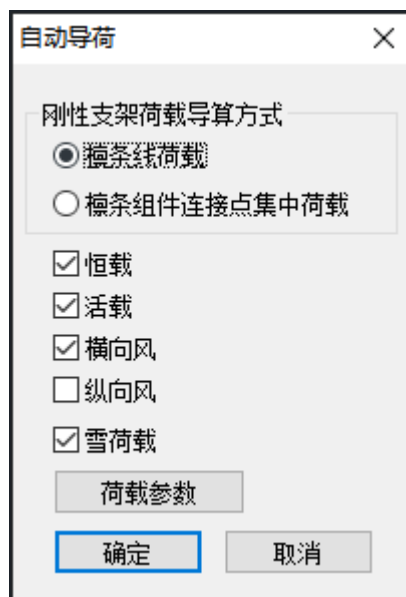 自动导荷
刚性支架荷载导算方式
檩条线荷载
檩条组件连接点集中荷载
恒载
活载
横向风
纵向风
雪荷载
荷载参数
确定
取消